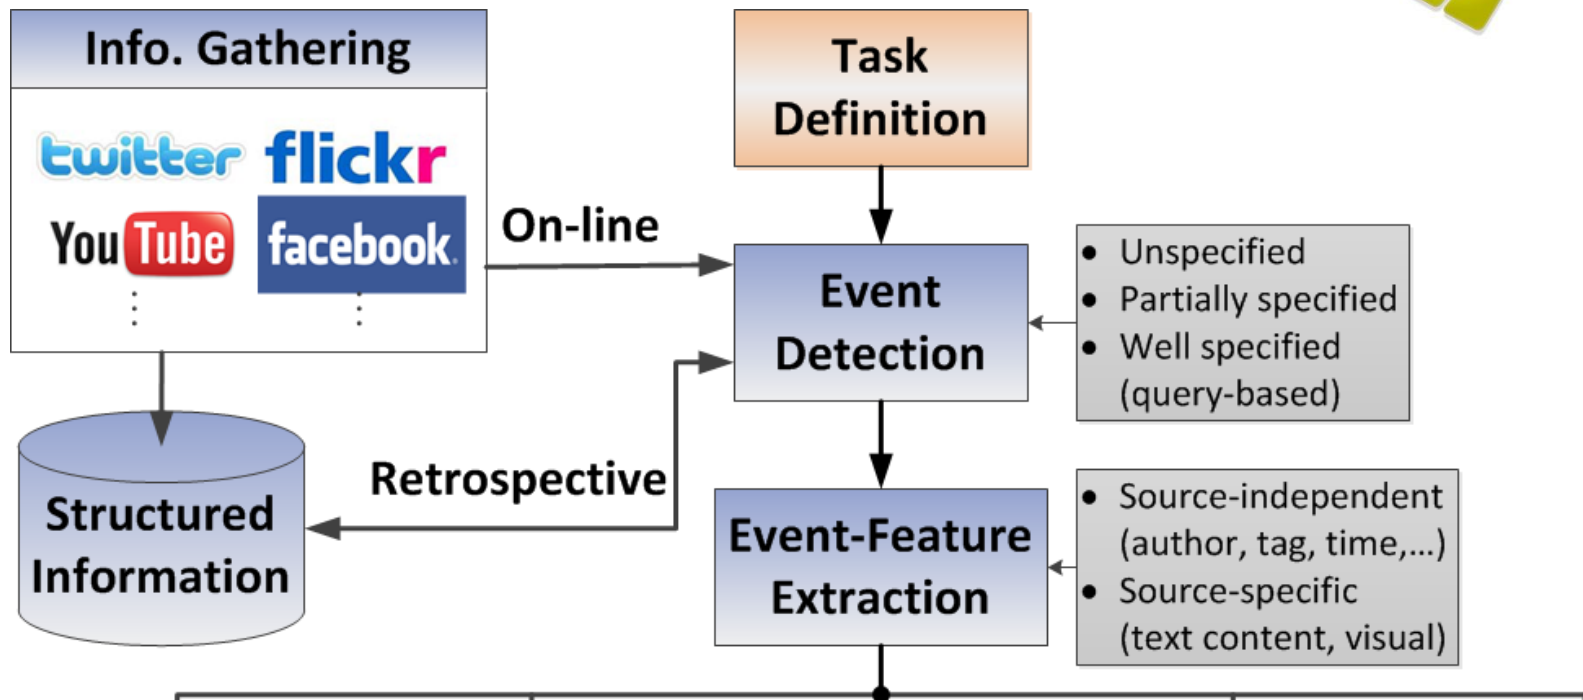 Info. Gathering
twitter flickr
YouTube facebook.
On-line
Structured
Information
Retrospective
Task
Definition
Event
Detection
• Unspecified
• Partially specified
• Well specified
(query-based)
Event-Feature
Extraction
• Source-independent
(author, tag, time,...)
• Source-specific
(text content, visual)